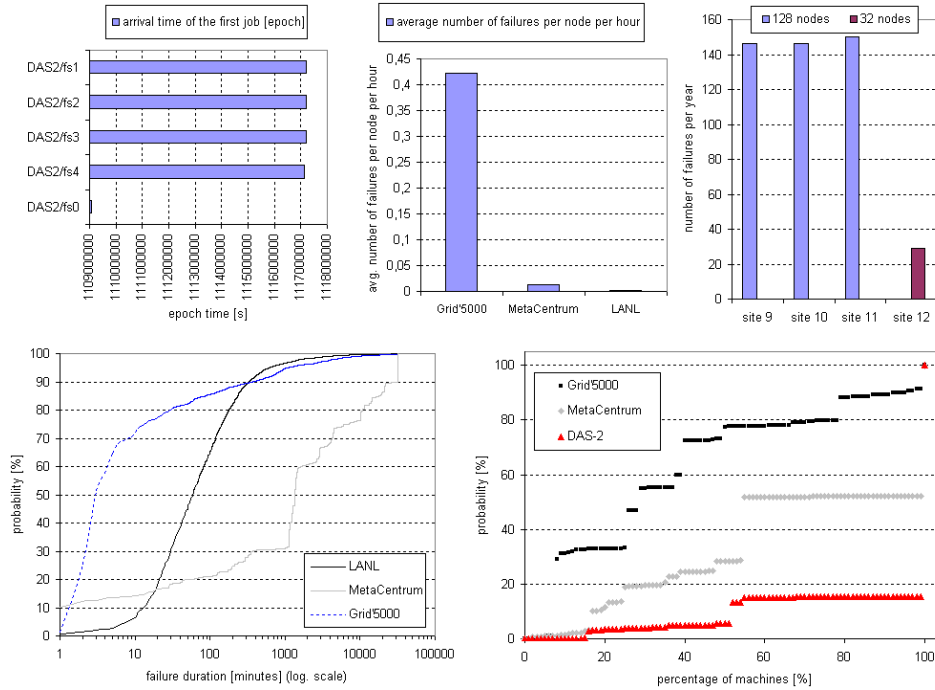 arrival time of the first job [epoch]
DAS2/fs1
DAS2/fs2
DAS2/fs3
DAS2/fs4
DAS2/fs0
1109000000
1110000000
1111000000
1112000000
1113000000
1114000000
1115000000
1116000000
1117000000
1118000000
epoch time [s]
average number of failures per node per hour
avg. number of failures per node per hour
0,45
0,4
0,35
0,3
0,25
0,2
0,15
0,1
0,05
0
Grid'5000 MetaCentrum LANL
128 nodes 32 nodes
number of failures per year
160
140
120
100
80
60
40
20
0
site 9 site 10 site 11 site 12
probability [%]
100
90
80
70
60
50
40
30
20
10
0
LANL
MetaCentrum
Grid'5000
1 10 100 1000 10000 100000
failure duration [minutes] (log. scale)
probability [%]
100
80
60
40
20
0
Grid'5000
MetaCentrum
DAS-2
0 20 40 60 80 100
percentage of machines [%]